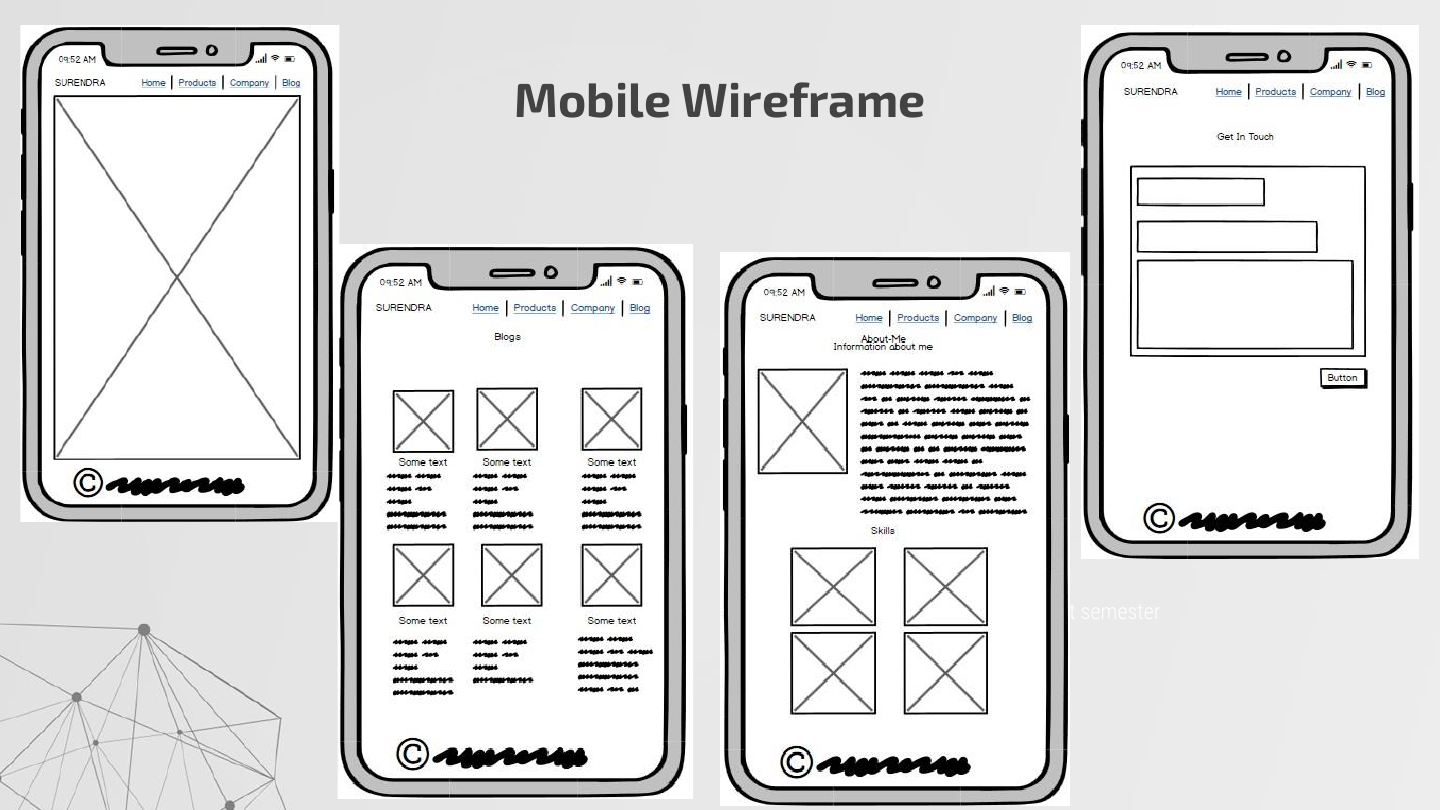 Mobile Wireframe
09:52 AM
SURENDRA Home Products Company Blog
©
09:52 AM
SURENDRA Home Products Company Blog
Blogs
Some text Some text Some text
Some text Some text Some text
©
09:52 AM
SURENDRA Home Products Company Blog
About-Me
Information about me
Skills
©
09:52 AM
SURENDRA Home Products Company Blog
Get In Touch
Button
©
semester